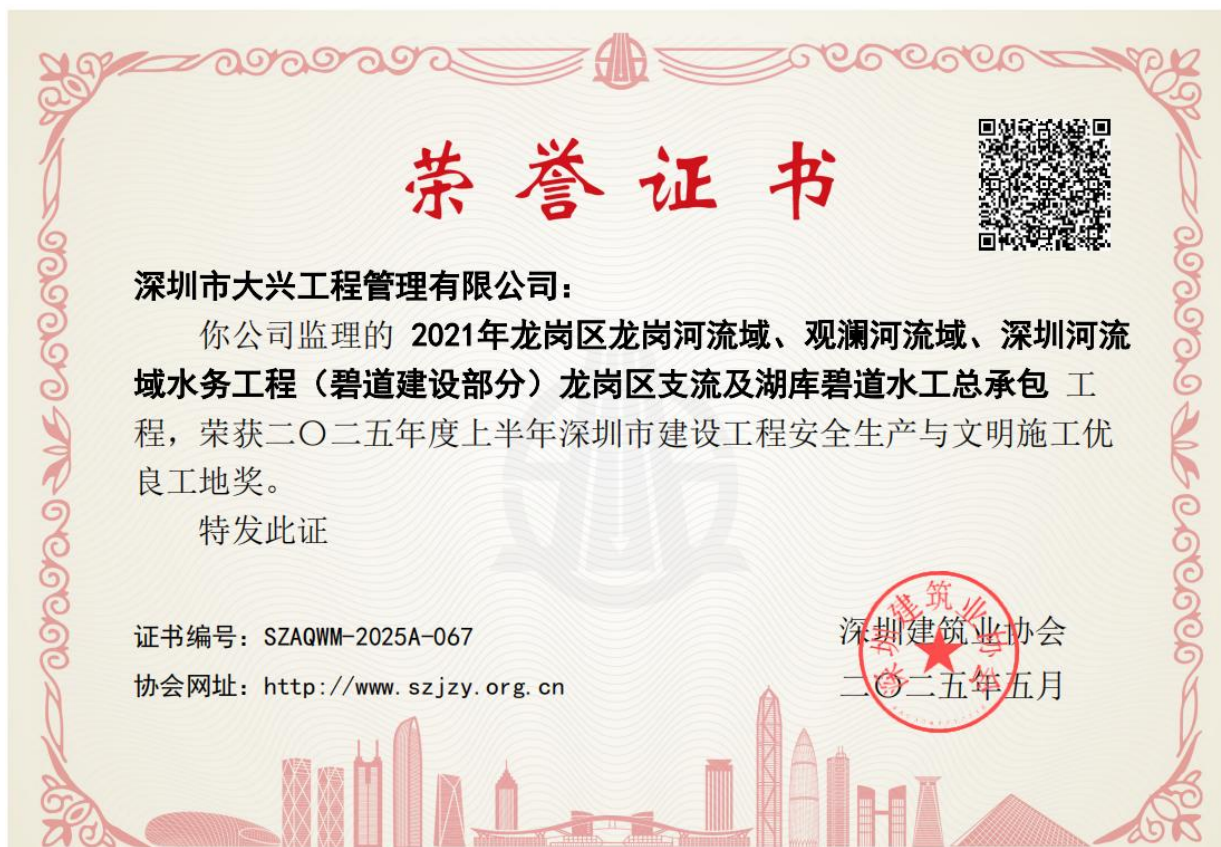 荣誉证书
深圳市大兴工程管理有限公司：
你公司监理的 2021年龙岗区龙岗河流域、观澜河流域、深圳河流
域水务工程（碧道建设部分）龙岗区支流及湖库碧道水工总承包 工
程，荣获二〇二五年度上半年深圳市建设工程安全生产与文明施工优
良工地奖。
特发此证
证书编号：SZAQWM-2025A-067
深圳建筑业协会
协会网址：http://www.szjzy.org.cn
二〇二五年五月
深圳建筑业协会